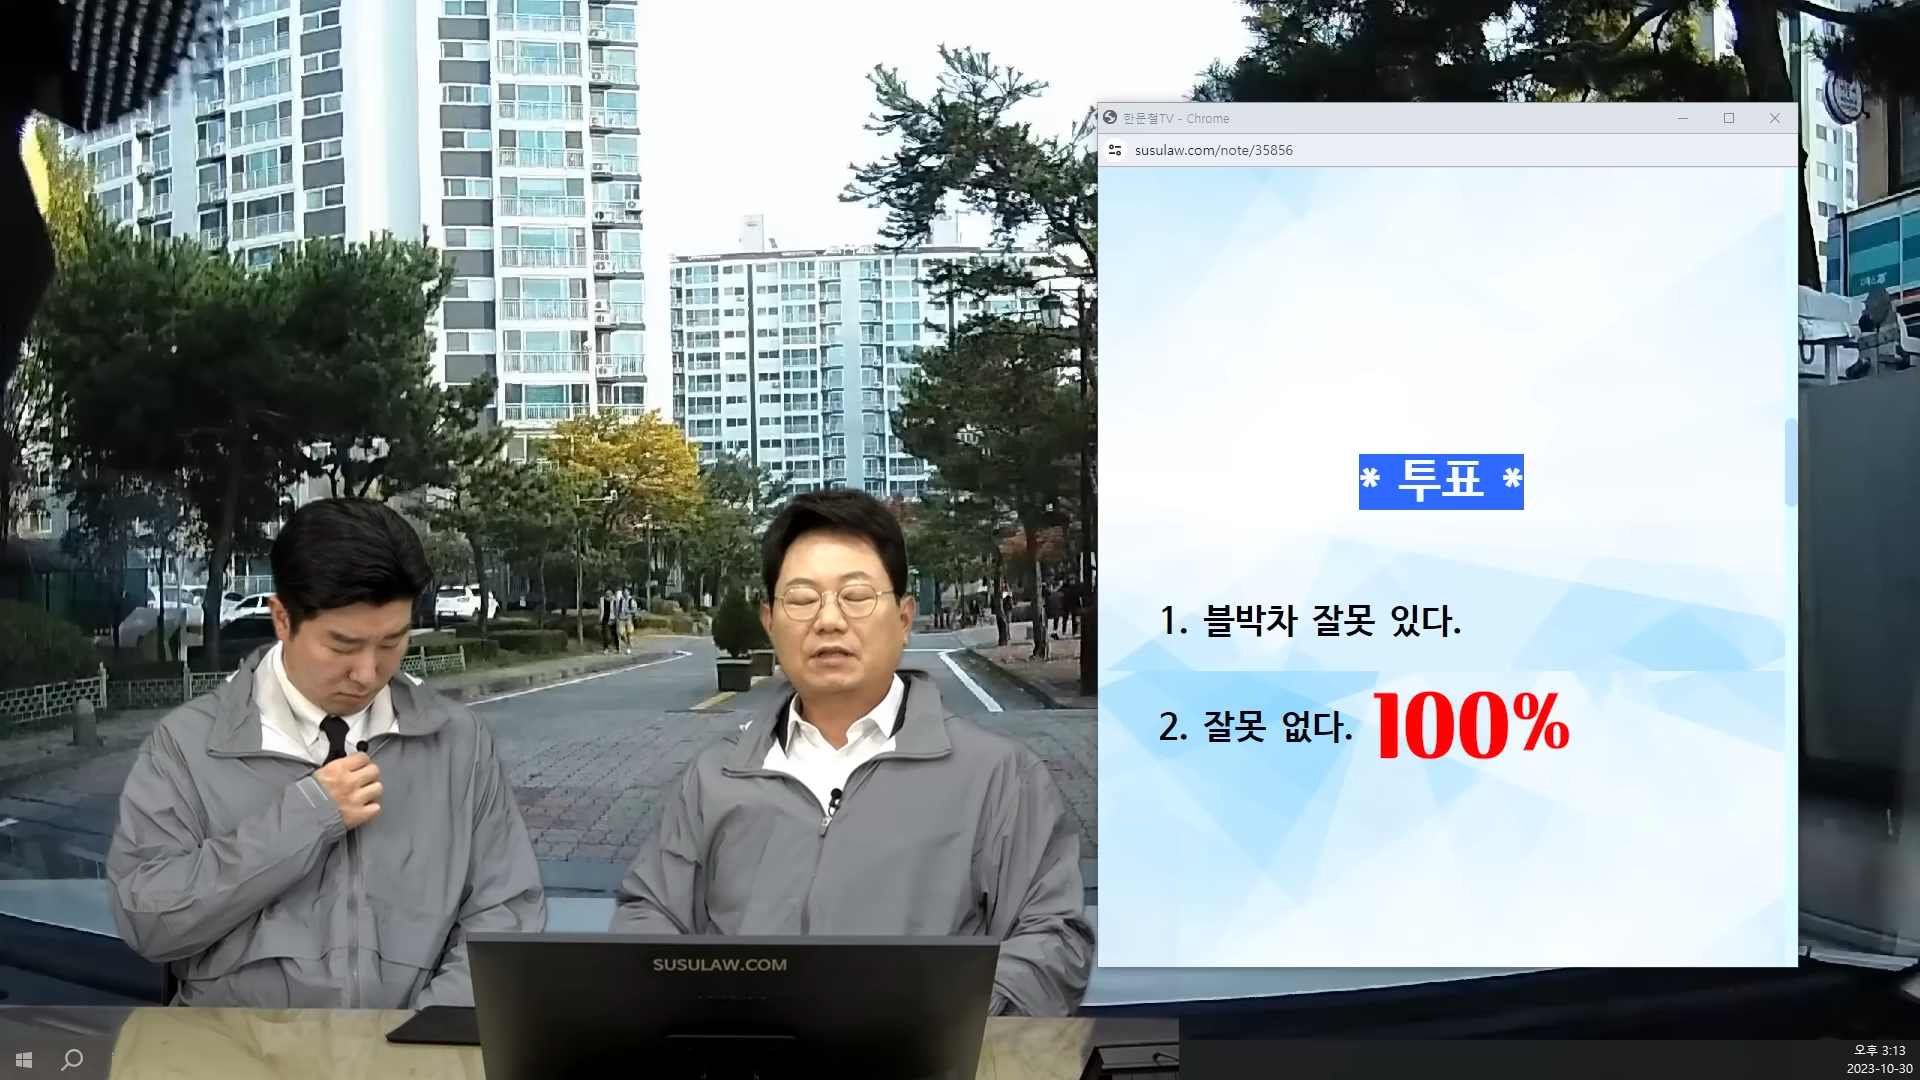 한문철TV - Chrome
susulaw.com/note/35856
* 투표 *
1. 블박차 잘못 있다.
2. 잘못 없다. 100%
SUSULAW.COM
오후 3:13
2023-10-30